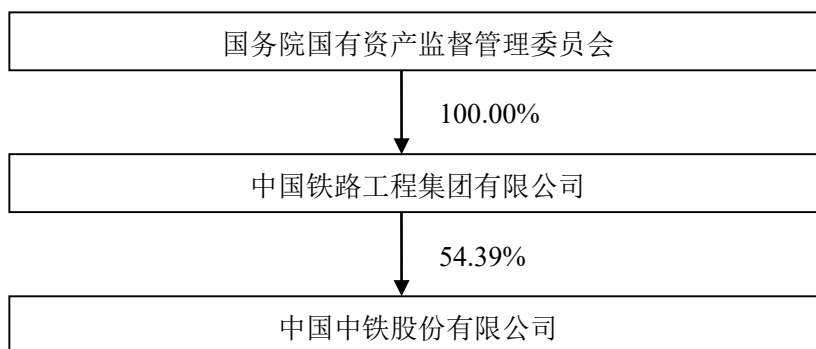 国务院国有资产监督管理委员会
100.00%
中国铁路工程集团有限公司
54.39%
中国中铁股份有限公司